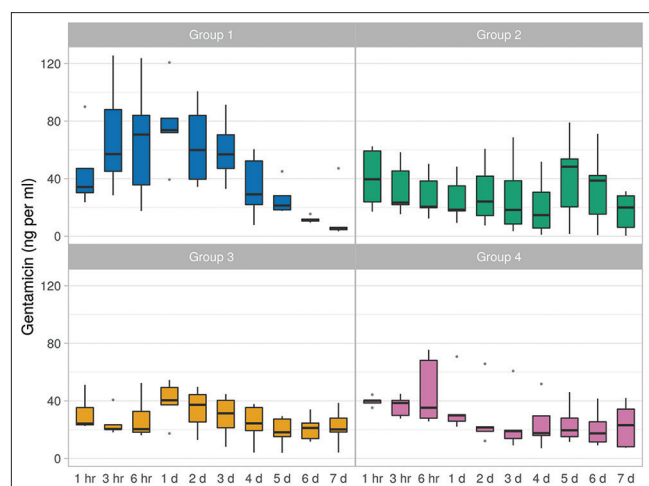 Group 1
Group 2
120
80
40
0
Group 3
Group 4
120
80
40
0
Gentamicin (ng per ml)
1 hr 3 hr 6 hr 1 d 2 d 3 d 4 d 5 d 6 d 7 d
1 hr 3 hr 6 hr 1 d 2 d 3 d 4 d 5 d 6 d 7 d